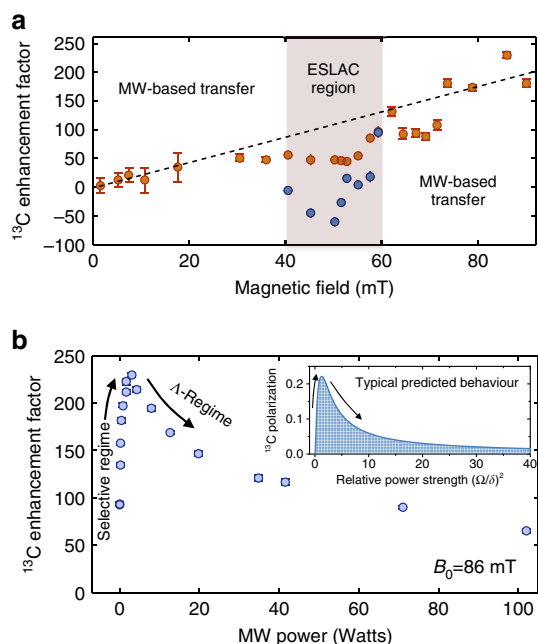 a
¹³C enhancement factor
250
200
150
100
50
0
−50
−100
MW-based transfer
ESLAC
region
MW-based
transfer
0
20
40
60
80
Magnetic field (mT)
b
¹³C enhancement factor
250
200
150
100
50
0
Selective regime
Λ-Regime
¹³C polarization
0.2
0.1
0.0
Typical predicted behaviour
0
10
20
30
40
Relative power strength (Ω/δ)²
B₀=86 mT
0
20
40
60
80
100
MW power (Watts)